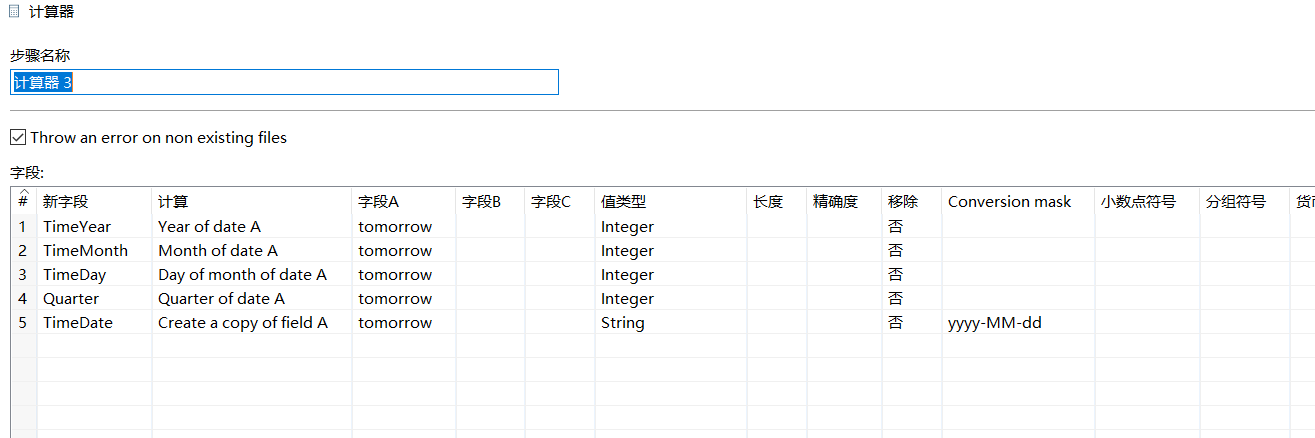 计算器
步骤名称
计算器 3
Throw an error on non existing files
字段:
# 新字段 计算 字段A 字段B 字段C 值类型 长度 精确度 移除 Conversion mask 小数点符号 分组符号
1 TimeYear Year of date A tomorrow Integer 否
2 TimeMonth Month of date A tomorrow Integer 否
3 TimeDay Day of month of date A tomorrow Integer 否
4 Quarter Quarter of date A tomorrow Integer 否
5 TimeDate Create a copy of field A tomorrow String 否 yyyy-MM-dd